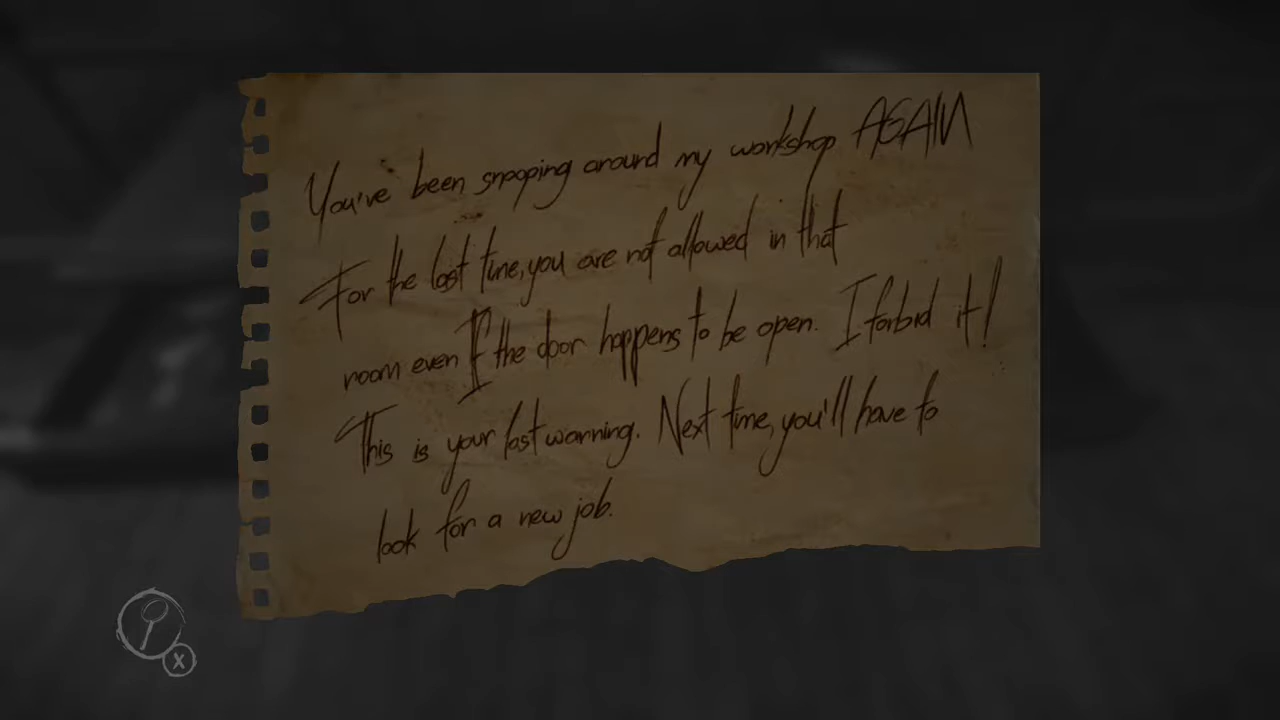 You've been snooping around my workshop AGAIN
For the last time, you are not allowed in that
room even If the door happens to be open. I forbid it!
This is your last warning. Next time, you'll have to
look for a new job.
X